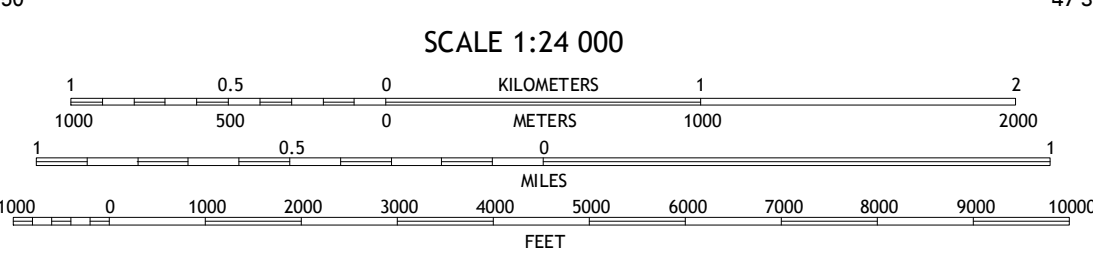 SCALE 1:24 000
1 0.5 0 KILOMETERS 1 2
1000 500 0 METERS 1000 2000
1 0.5 0 1
MILES
1000 0 1000 2000 3000 4000 5000 6000 7000 8000 9000 10000
FEET